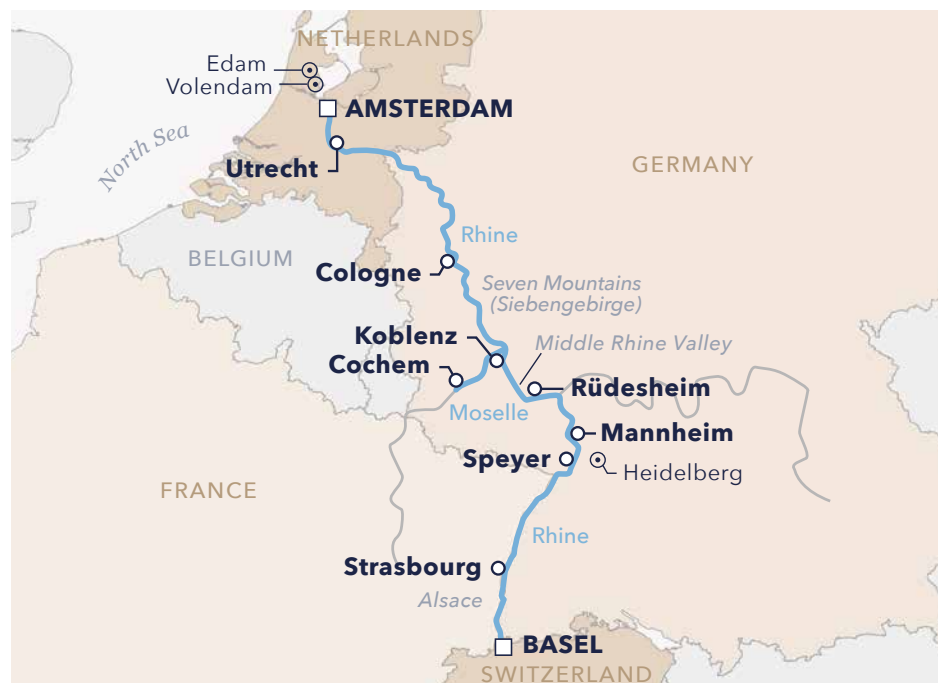 NETHERLANDS
Edam
Volendam
AMSTERDAM
North Sea
Utrecht
GERMANY
Rhine
BELGIUM
Cologne
Seven Mountains
(Siebengebirge)
Koblenz
Middle Rhine Valley
Cochem
Rüdesheim
Moselle
Mannheim
Speyer
Heidelberg
FRANCE
Rhine
Strasbourg
Alsace
BASEL
SWITZERLAND